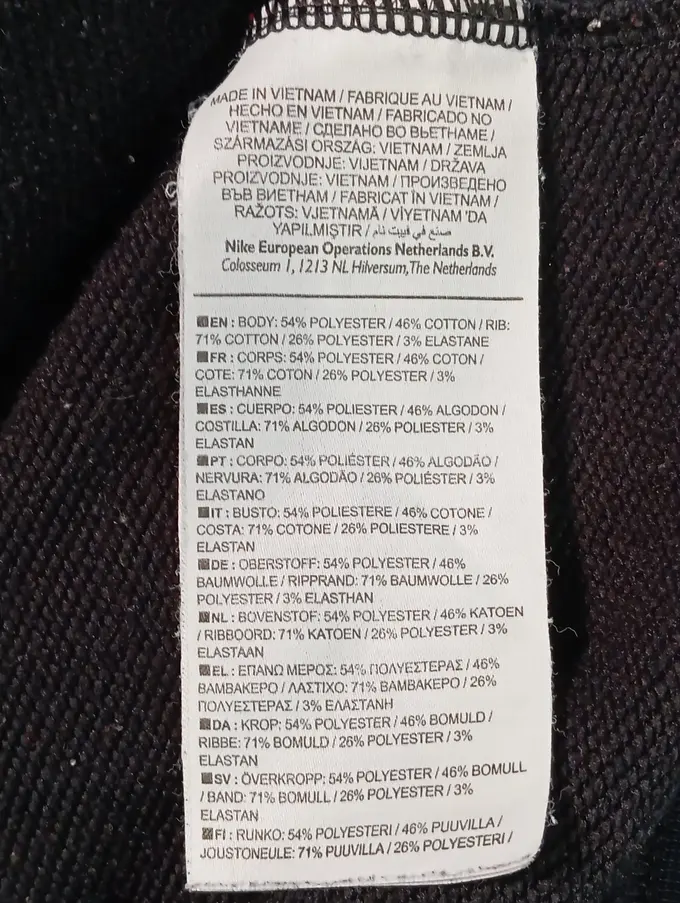 MADE IN VIETNAM / FABRIQUE AU VIETNAM /
HECHO EN VIETNAM / FABRICADO NO
VIETNAME / СДЕЛАНО ВО ВЬЕТНАМЕ /
SZÁRMAZÁSI ORSZÁG: VIETNAM / ZEMLJA
PROIZVODNJE: VIJETNAM / DRŽAVA
PROIZVODNJE: VIETNAM / ПРОИЗВЕДЕНО
ВЪВ ВИЕТНАМ / FABRICAT ÎN VIETNAM /
RAŽOTS: VJETNAMĀ / VİYETNAM 'DA
YAPILMIŞTIR / صنع في فييت نام
Nike European Operations Netherlands B.V.
Colosseum 1, 1213 NL Hilversum, The Netherlands
EN : BODY: 54% POLYESTER / 46% COTTON / RIB:
71% COTTON / 26% POLYESTER / 3% ELASTANE
FR : CORPS: 54% POLYESTER / 46% COTON /
COTE: 71% COTON / 26% POLYESTER / 3%
ELASTHANNE
ES : CUERPO: 54% POLIESTER / 46% ALGODON /
COSTILLA: 71% ALGODON / 26% POLIESTER / 3%
ELASTAN
PT : CORPO: 54% POLIÉSTER / 46% ALGODÃO /
NERVURA: 71% ALGODÃO / 26% POLIÉSTER / 3%
ELASTANO
IT : BUSTO: 54% POLIESTERE / 46% COTONE /
COSTA: 71% COTONE / 26% POLIESTERE / 3%
ELASTAN
DE : OBERSTOFF: 54% POLYESTER / 46%
BAUMWOLLE / RIPPRAND: 71% BAUMWOLLE / 26%
POLYESTER / 3% ELASTHAN
NL : BOVENSTOF: 54% POLYESTER / 46% KATOEN
/ RIBBOORD: 71% KATOEN / 26% POLYESTER / 3%
ELASTAAN
EL : ΕΠΑΝΩ ΜΕΡΟΣ: 54% ΠΟΛΥΕΣΤΕΡΑΣ / 46%
ΒΑΜΒΑΚΕΡΟ / ΛΑΣΤΙΧΟ: 71% ΒΑΜΒΑΚΕΡΟ / 26%
ΠΟΛΥΕΣΤΕΡΑΣ / 3% ΕΛΑΣΤΑΝΗ
DA : KROP: 54% POLYESTER / 46% BOMULD /
RIBBE: 71% BOMULD / 26% POLYESTER / 3%
ELASTAN
SV : ÖVERKROPP: 54% POLYESTER / 46% BOMULL
/ BAND: 71% BOMULL / 26% POLYESTER / 3%
ELASTAN
FI : RUNKO: 54% POLYESTERI / 46% PUUVILLA /
JOUSTONEULE: 71% PUUVILLA / 26% POLYESTERI /